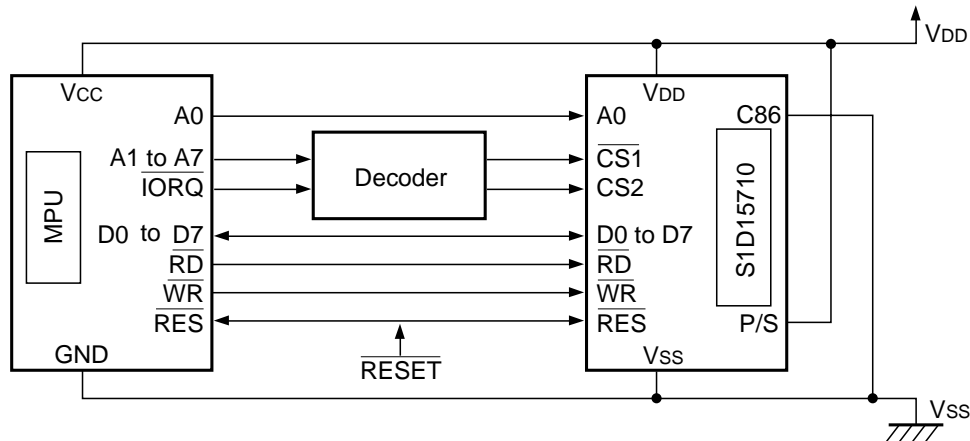 VDD
VCC
VDD
A0
A0
C86
A1 to A7
IORQ
Decoder
CS1
CS2
MPU
S1D15710
D0 to D7
D0 to D7
RD
RD
WR
WR
RES
RES
P/S
RESET
GND
VSS
VSS